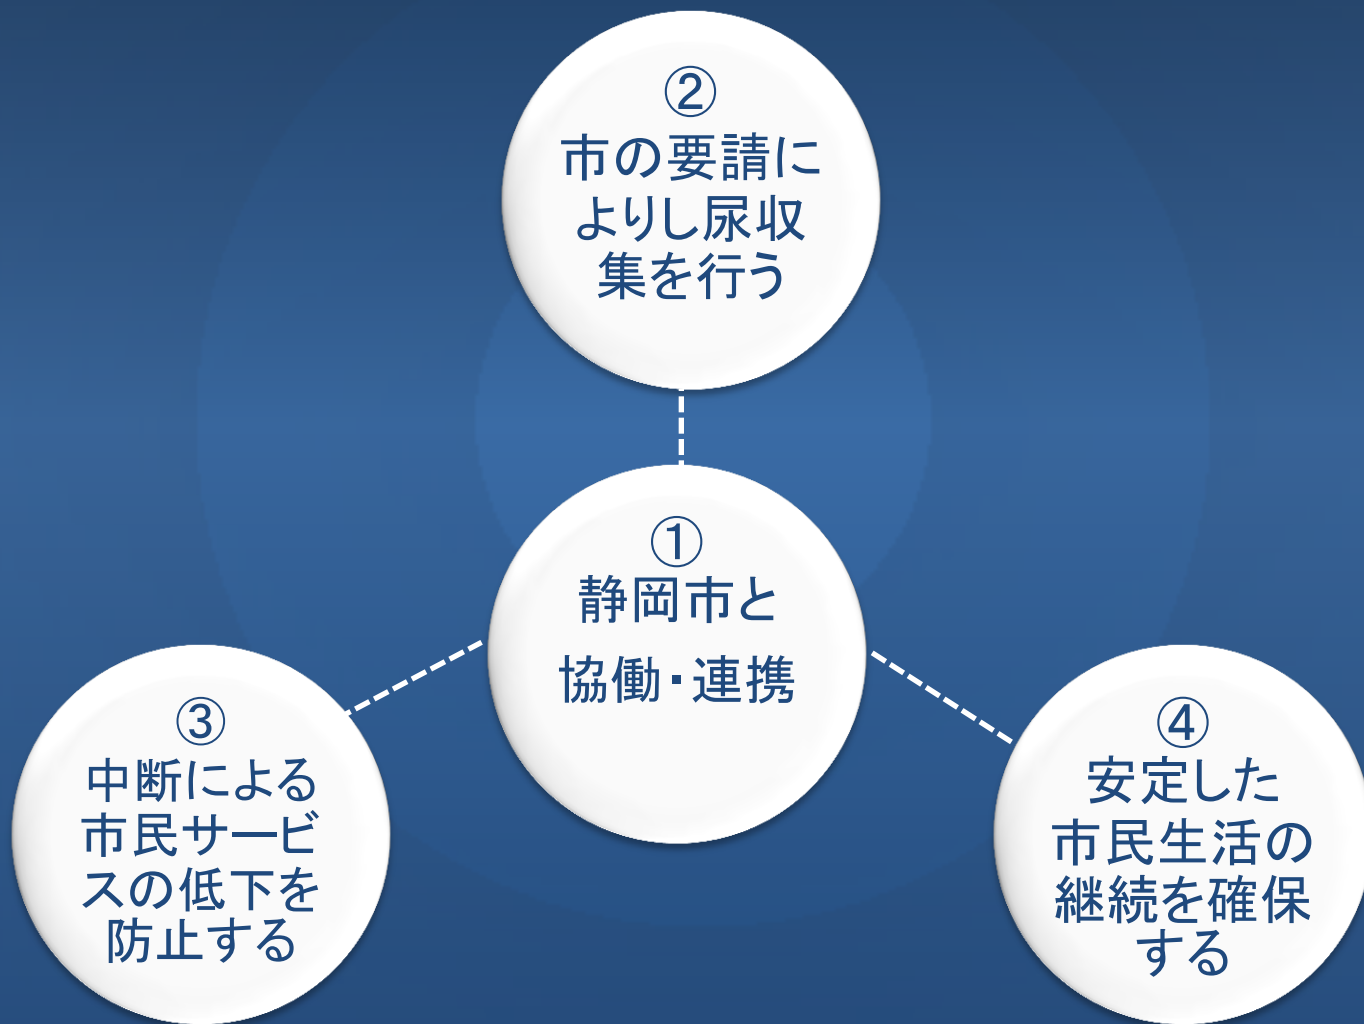 ②
市の要請に
よりし尿収
集を行う
①
静岡市と
協働・連携
③
中断による
市民サービ
スの低下を
防止する
④
安定した
市民生活の
継続を確保
する